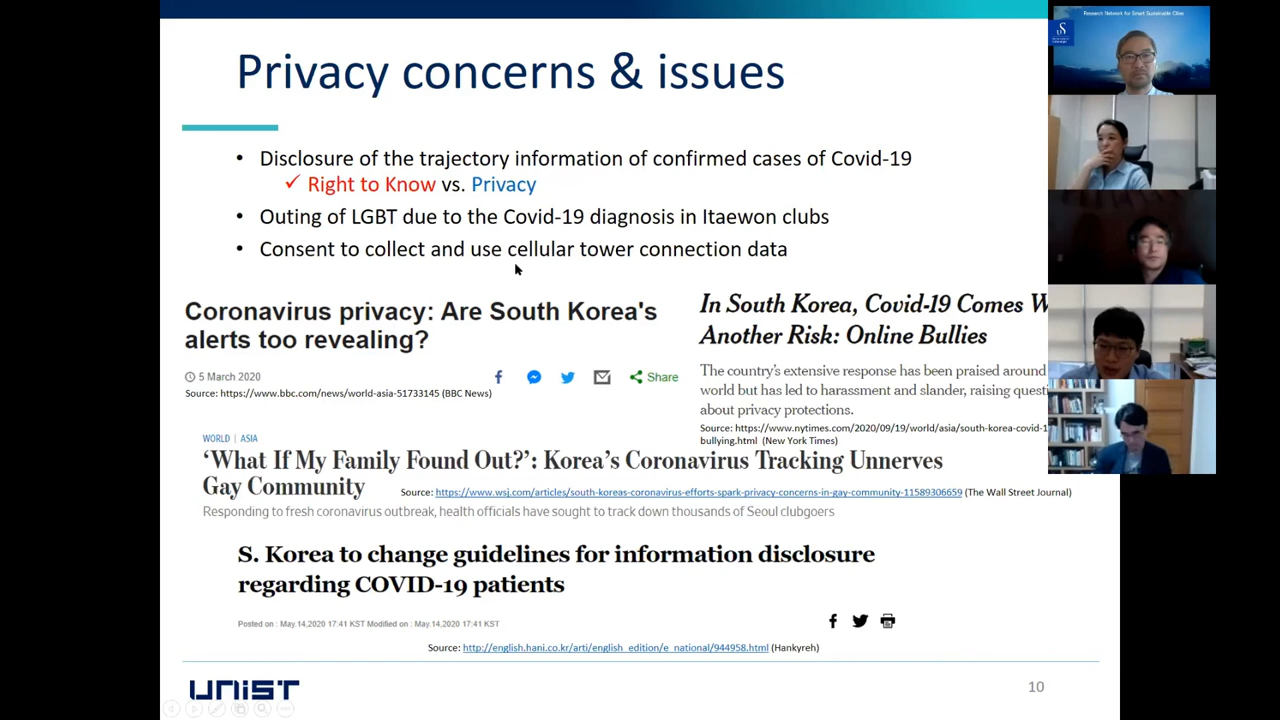 Research Network for Smart Sustainable Cities
Privacy concerns & issues
• Disclosure of the trajectory information of confirmed cases of Covid-19
✓ Right to Know vs. Privacy
• Outing of LGBT due to the Covid-19 diagnosis in Itaewon clubs
• Consent to collect and use cellular tower connection data
Coronavirus privacy: Are South Korea's
alerts too revealing?
5 March 2020
Share
Source: https://www.bbc.com/news/world-asia-51733145 (BBC News)
In South Korea, Covid-19 Comes W
Another Risk: Online Bullies
The country's extensive response has been praised around
world but has led to harassment and slander, raising questi
about privacy protections.
Source: https://www.nytimes.com/2020/09/19/world/asia/south-korea-covid-1
bullying.html (New York Times)
WORLD | ASIA
‘What If My Family Found Out?’: Korea’s Coronavirus Tracking Unnerves
Gay Community
Source: https://www.wsj.com/articles/south-koreas-coronavirus-efforts-spark-privacy-concerns-in-gay-community-11589306659 (The Wall Street Journal)
Responding to fresh coronavirus outbreak, health officials have sought to track down thousands of Seoul clubgoers
S. Korea to change guidelines for information disclosure
regarding COVID-19 patients
Posted on : May.14,2020 17:41 KST Modified on : May.14,2020 17:41 KST
Source: http://english.hani.co.kr/arti/english_edition/e_national/944958.html (Hankyreh)
UNIST
10